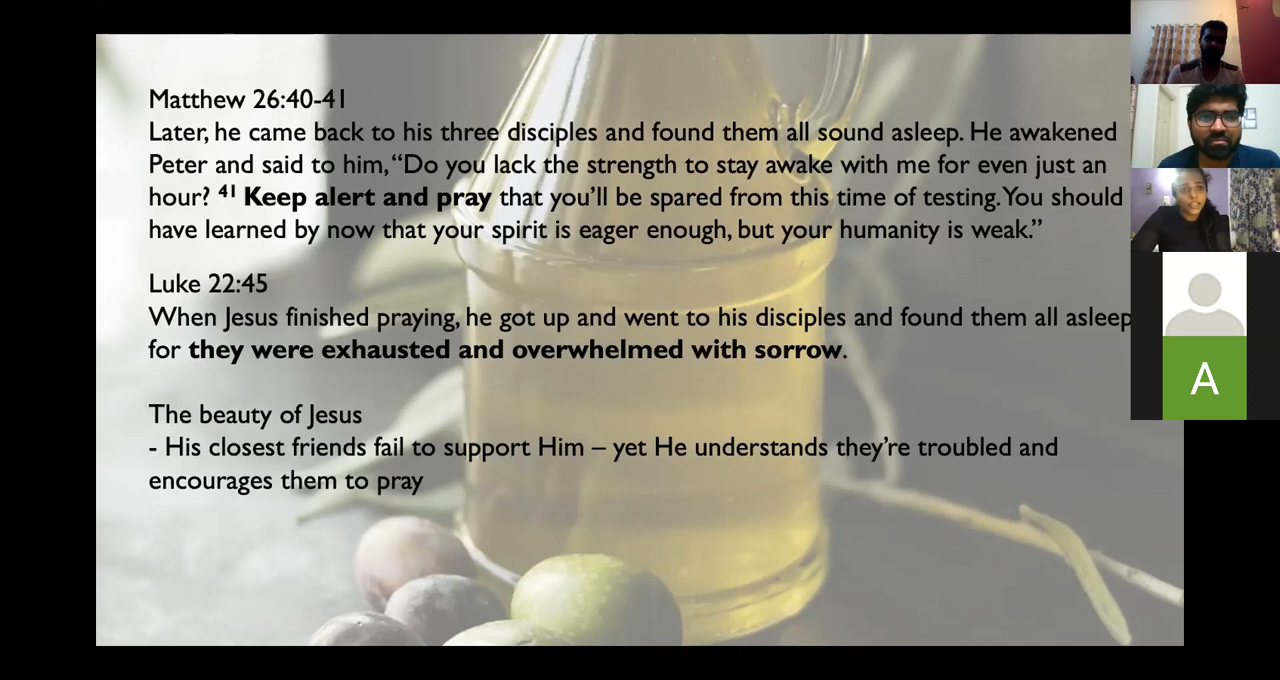 Matthew 26:40-41
Later, he came back to his three disciples and found them all sound asleep. He awakened
Peter and said to him, “Do you lack the strength to stay awake with me for even just an
hour? ⁴¹ Keep alert and pray that you’ll be spared from this time of testing. You should
have learned by now that your spirit is eager enough, but your humanity is weak.”
Luke 22:45
When Jesus finished praying, he got up and went to his disciples and found them all asleep
for they were exhausted and overwhelmed with sorrow.
The beauty of Jesus
- His closest friends fail to support Him – yet He understands they’re troubled and
encourages them to pray
A